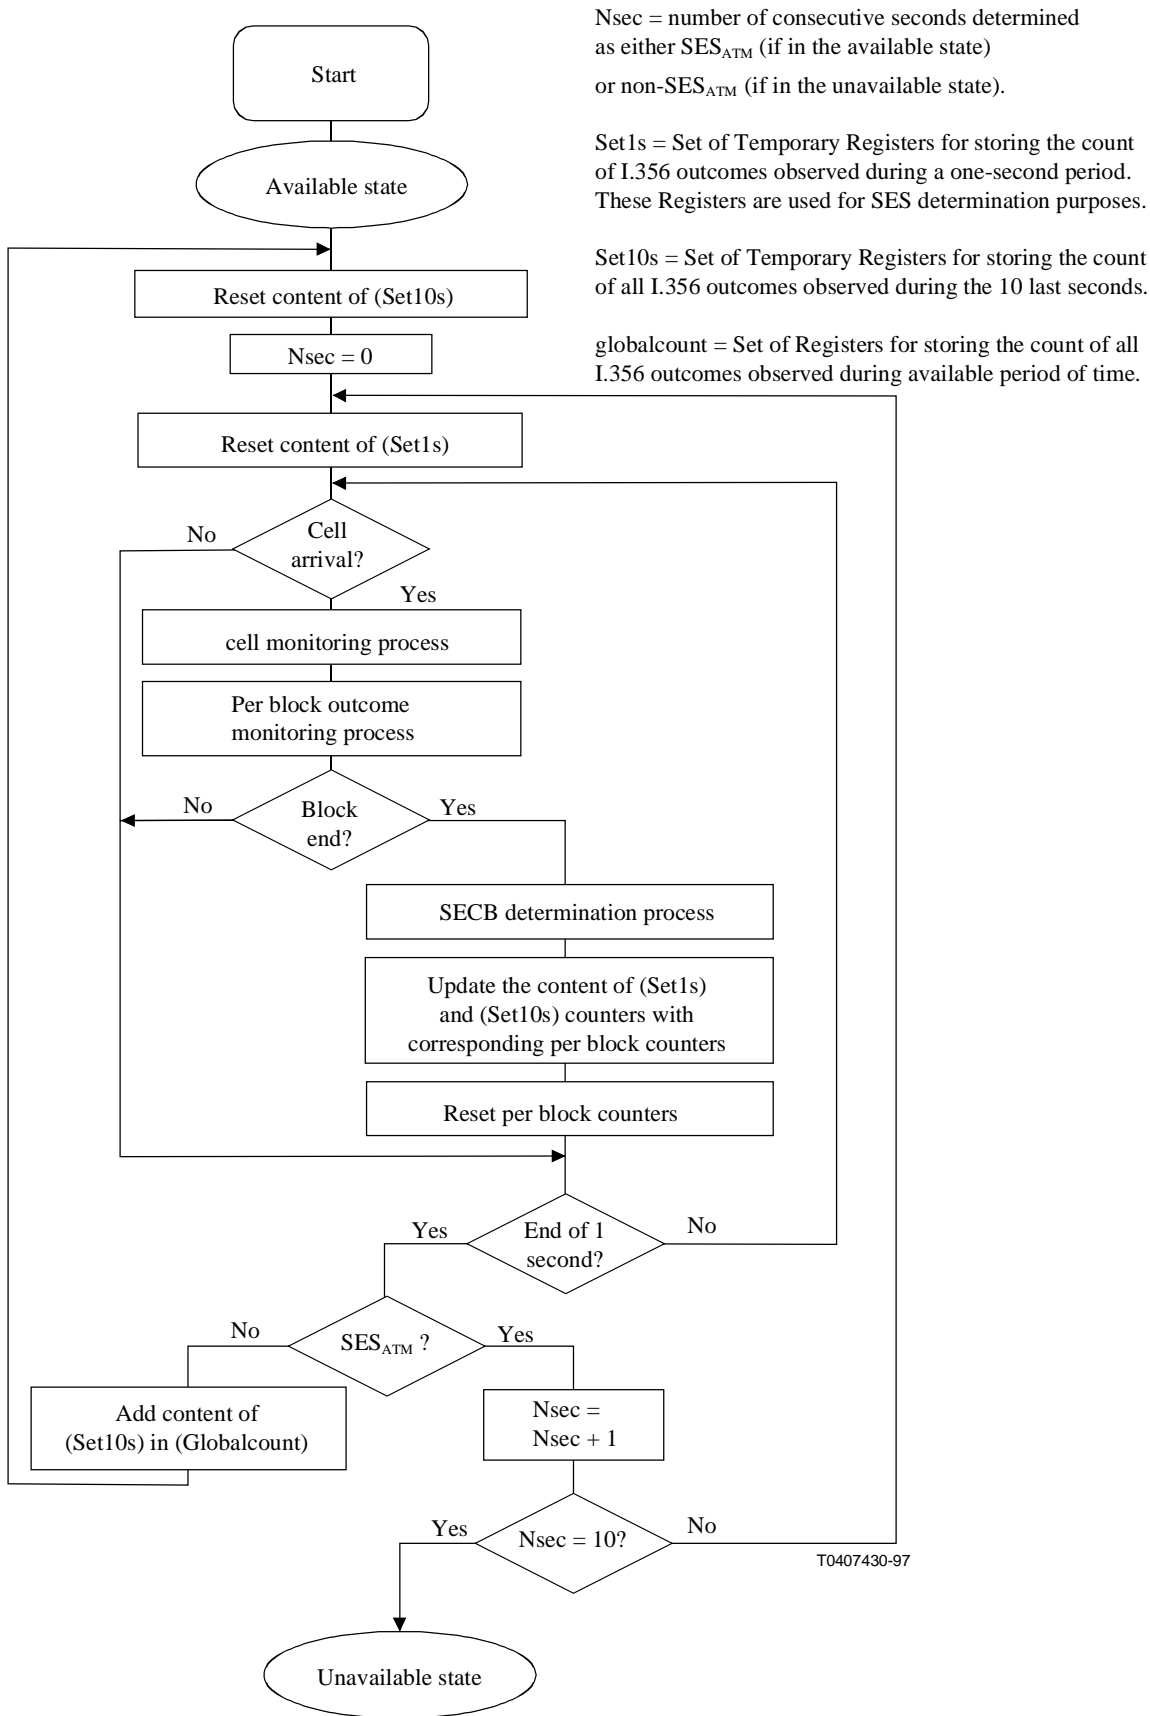 Nsec = number of consecutive seconds determined
as either SES_ATM (if in the available state)
or non-SES_ATM (if in the unavailable state).
Set1s = Set of Temporary Registers for storing the count
of I.356 outcomes observed during a one-second period.
These Registers are used for SES determination purposes.
Set10s = Set of Temporary Registers for storing the count
of all I.356 outcomes observed during the 10 last seconds.
globalcount = Set of Registers for storing the count of all
I.356 outcomes observed during available period of time.
Start
Available state
Reset content of (Set10s)
Nsec = 0
Reset content of (Set1s)
No
Cell
arrival?
Yes
cell monitoring process
Per block outcome
monitoring process
No
Block
end?
Yes
SECB determination process
Update the content of (Set1s)
and (Set10s) counters with
corresponding per block counters
Reset per block counters
Yes
End of 1
second?
No
No
SES_ATM ?
Yes
Add content of
(Set10s) in (Globalcount)
Nsec =
Nsec + 1
Yes
Nsec = 10?
No
T0407430-97
Unavailable state